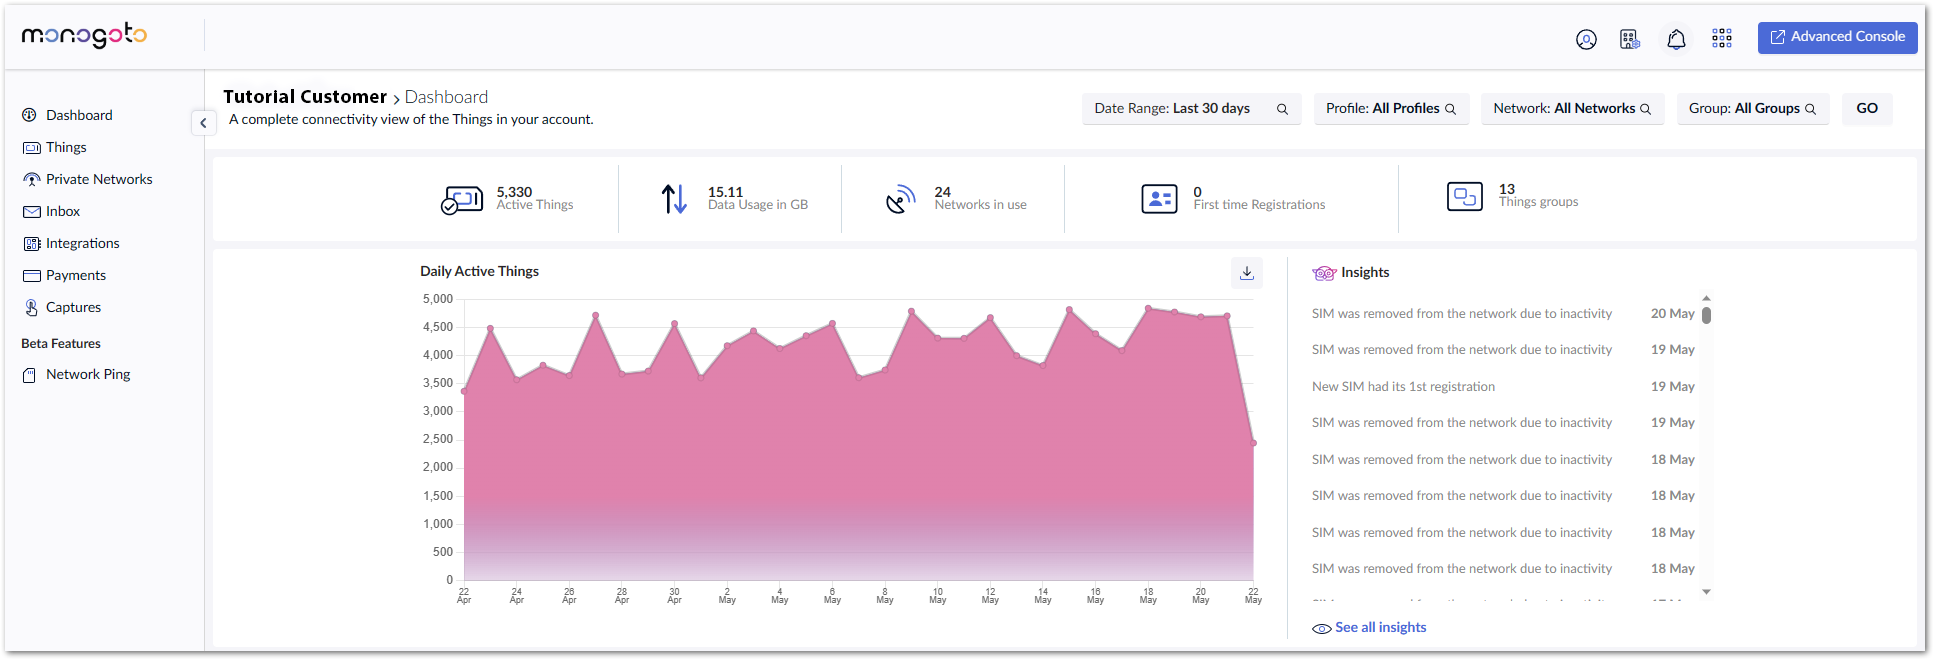 monogoto
Advanced Console
Dashboard
Things
Private Networks
Inbox
Integrations
Payments
Captures
Beta Features
Network Ping
Tutorial Customer › Dashboard
A complete connectivity view of the Things in your account.
Date Range: Last 30 days
Profile: All Profiles
Network: All Networks
Group: All Groups
GO
5,330
Active Things
15.11
Data Usage in GB
24
Networks in use
0
First time Registrations
13
Things groups
Daily Active Things
5,000
4,500
4,000
3,500
3,000
2,500
2,000
1,500
1,000
500
0
22 Apr
24 Apr
26 Apr
28 Apr
30 Apr
2 May
4 May
6 May
8 May
10 May
12 May
14 May
16 May
18 May
20 May
22 May
Insights
SIM was removed from the network due to inactivity 20 May
SIM was removed from the network due to inactivity 19 May
New SIM had its 1st registration 19 May
SIM was removed from the network due to inactivity 19 May
SIM was removed from the network due to inactivity 18 May
SIM was removed from the network due to inactivity 18 May
SIM was removed from the network due to inactivity 18 May
SIM was removed from the network due to inactivity 18 May
See all insights